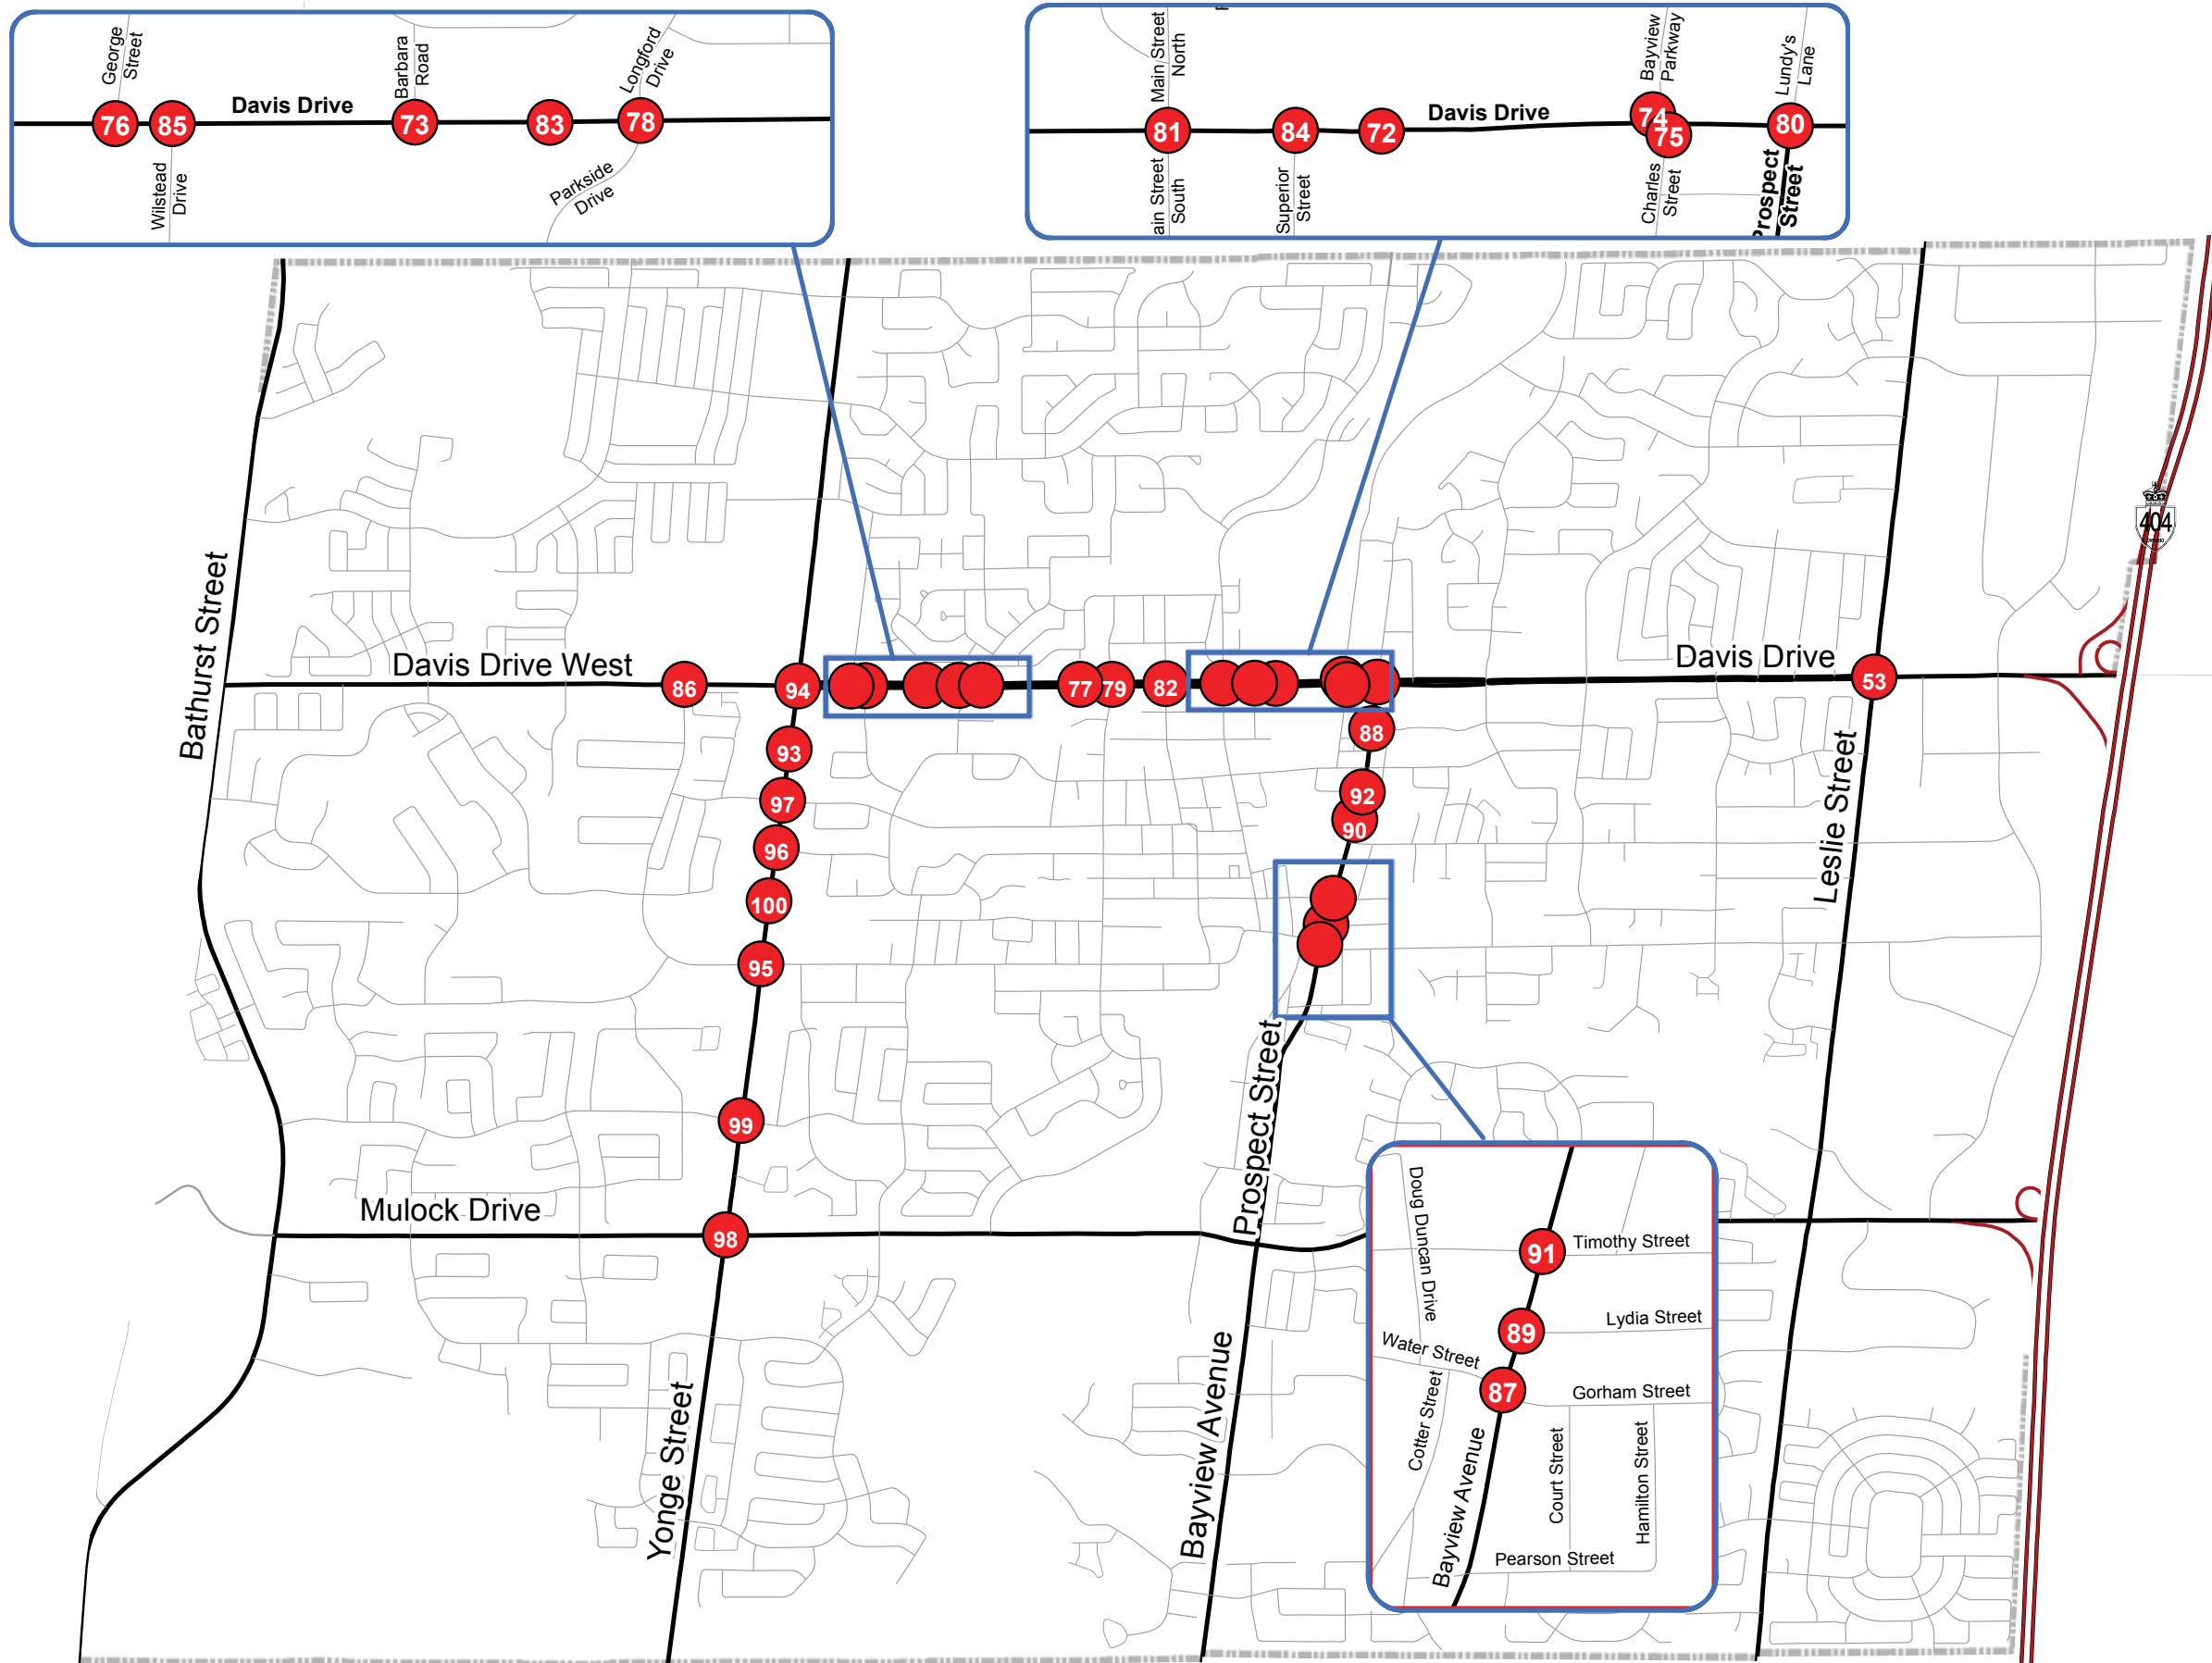 George
Street
Barbara
Road
Longford
Drive
76
85
Davis Drive
73
83
78
Wilstead
Drive
Parkside
Drive
Main Street
North
Bayview
Parkway
Lundy's
Lane
81
84
72
Davis Drive
74
75
80
ain Street
South
Superior
Street
Charles
Street
Prospect
Street
404
Bathurst Street
Davis Drive West
Davis Drive
86
94
77
79
82
53
88
93
92
97
90
96
100
95
Leslie Street
Prospect Street
99
Mulock Drive
98
Doug Duncan Drive
91
Timothy Street
89
Lydia Street
Water Street
87
Gorham Street
Cotter Street
Court Street
Hamilton Street
Bayview Avenue
Pearson Street
Yonge Street
Bayview Avenue